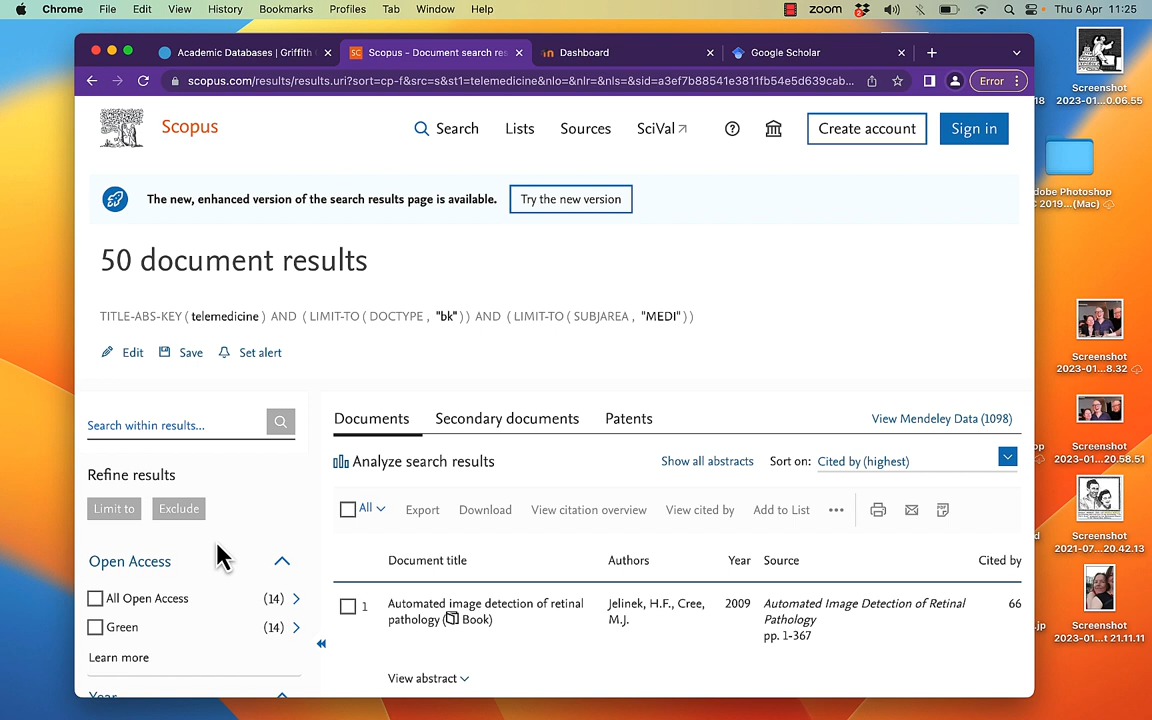 Chrome File Edit View History Bookmarks Profiles Tab Window Help zoom 2 Thu 6 Apr 11:25
Academic Databases | Griffith Scopus - Document search res Dashboard Google Scholar
scopus.com/results/results.uri?sort=cp-f&src=s&st1=telemedicine&nlo=&nlr=&nls=&sid=a3ef7b88541e3811fb54e5d639cab... Error
Scopus Search Lists Sources SciVal Create account Sign in
The new, enhanced version of the search results page is available. Try the new version
50 document results
TITLE-ABS-KEY ( telemedicine ) AND ( LIMIT-TO ( DOCTYPE , "bk" ) ) AND ( LIMIT-TO ( SUBJAREA , "MEDI" ) )
Edit Save Set alert
Search within results...
Refine results
Limit to Exclude
Open Access
All Open Access (14)
Green (14)
Learn more
Year
Documents Secondary documents Patents View Mendeley Data (1098)
Analyze search results Show all abstracts Sort on: Cited by (highest)
All Export Download View citation overview View cited by Add to List
Document title Authors Year Source Cited by
1 Automated image detection of retinal pathology (Book) Jelinek, H.F., Cree, M.J. 2009 Automated Image Detection of Retinal Pathology 66
pp. 1-367
View abstract
Screenshot
2023-01...0.06.55
dobe Photoshop
C 2019...(Mac)
Screenshot
2023-01...8.32
Screenshot
2023-01...20.58.51
Screenshot
2021-07...20.42.13
Screenshot
2023-01...t 21.11.11